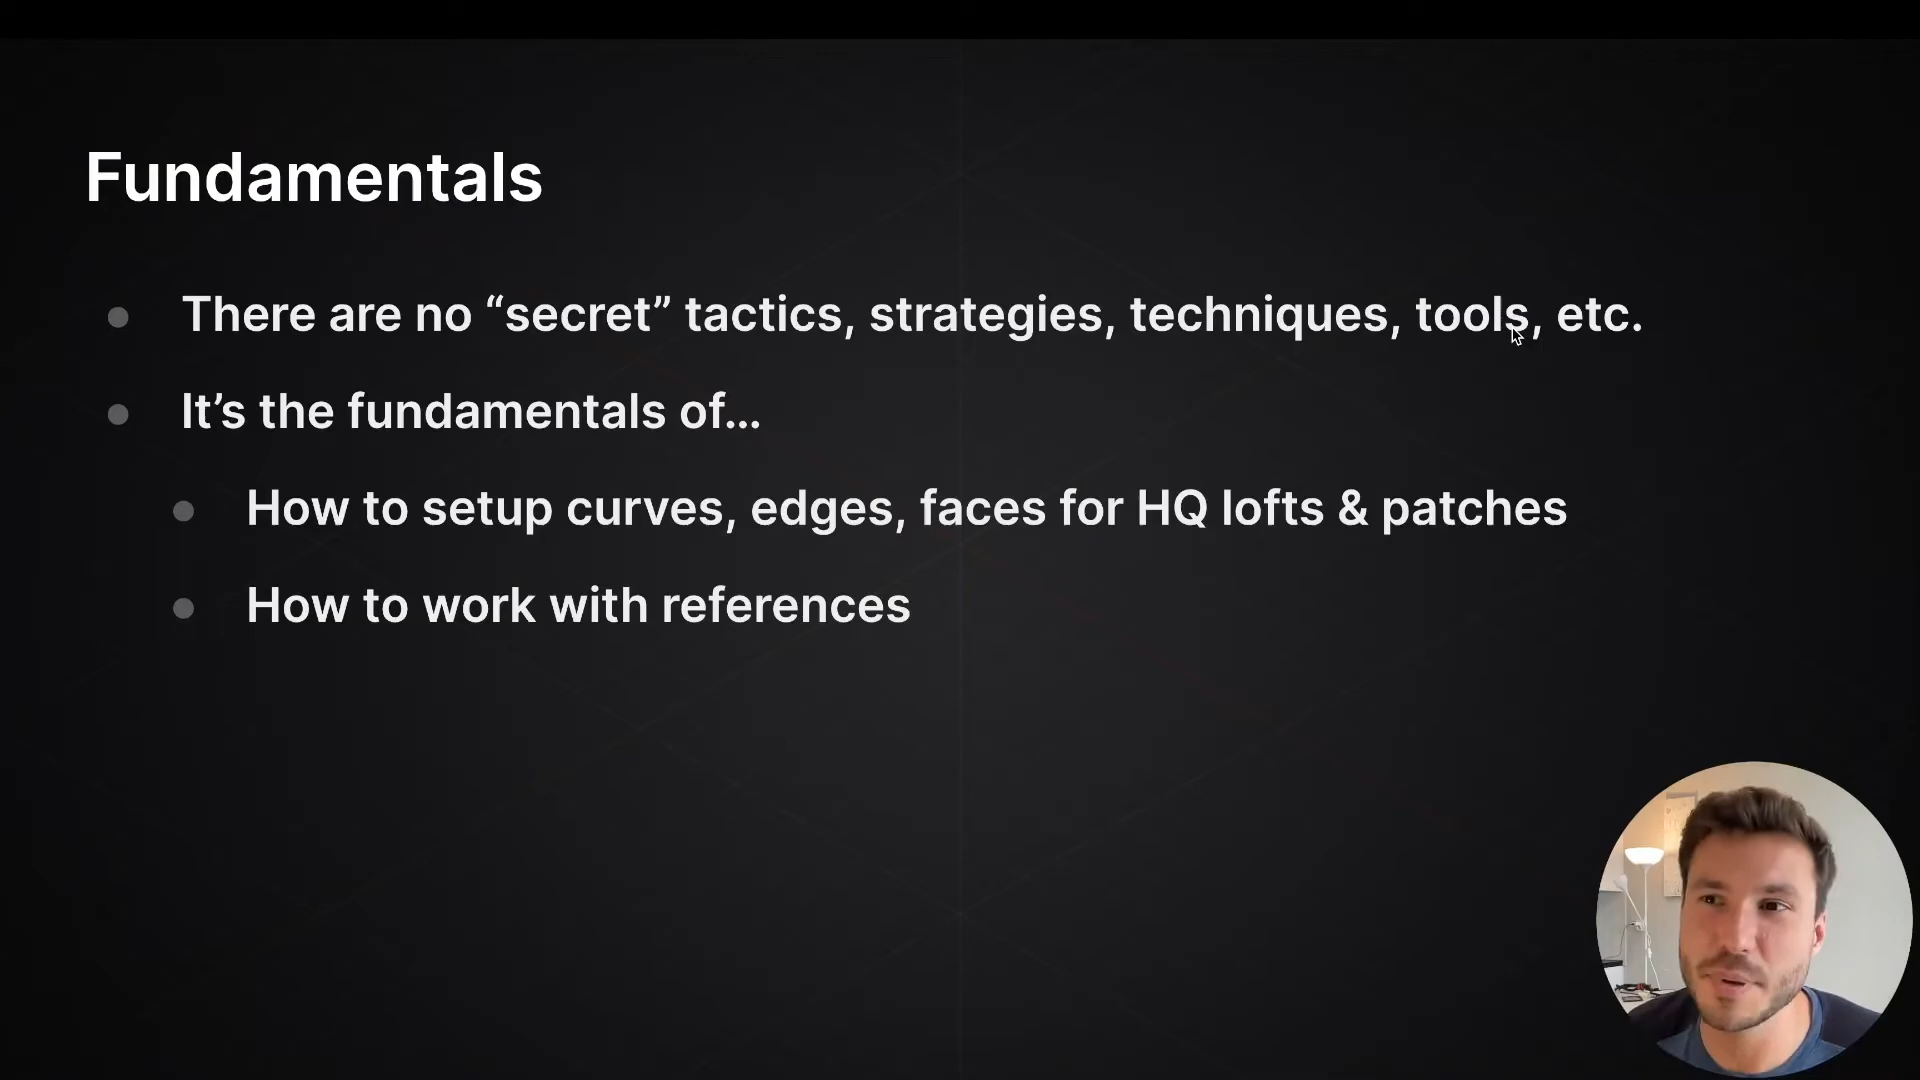 Fundamentals
There are no “secret” tactics, strategies, techniques, tools, etc.
It’s the fundamentals of...
How to setup curves, edges, faces for HQ lofts & patches
How to work with references